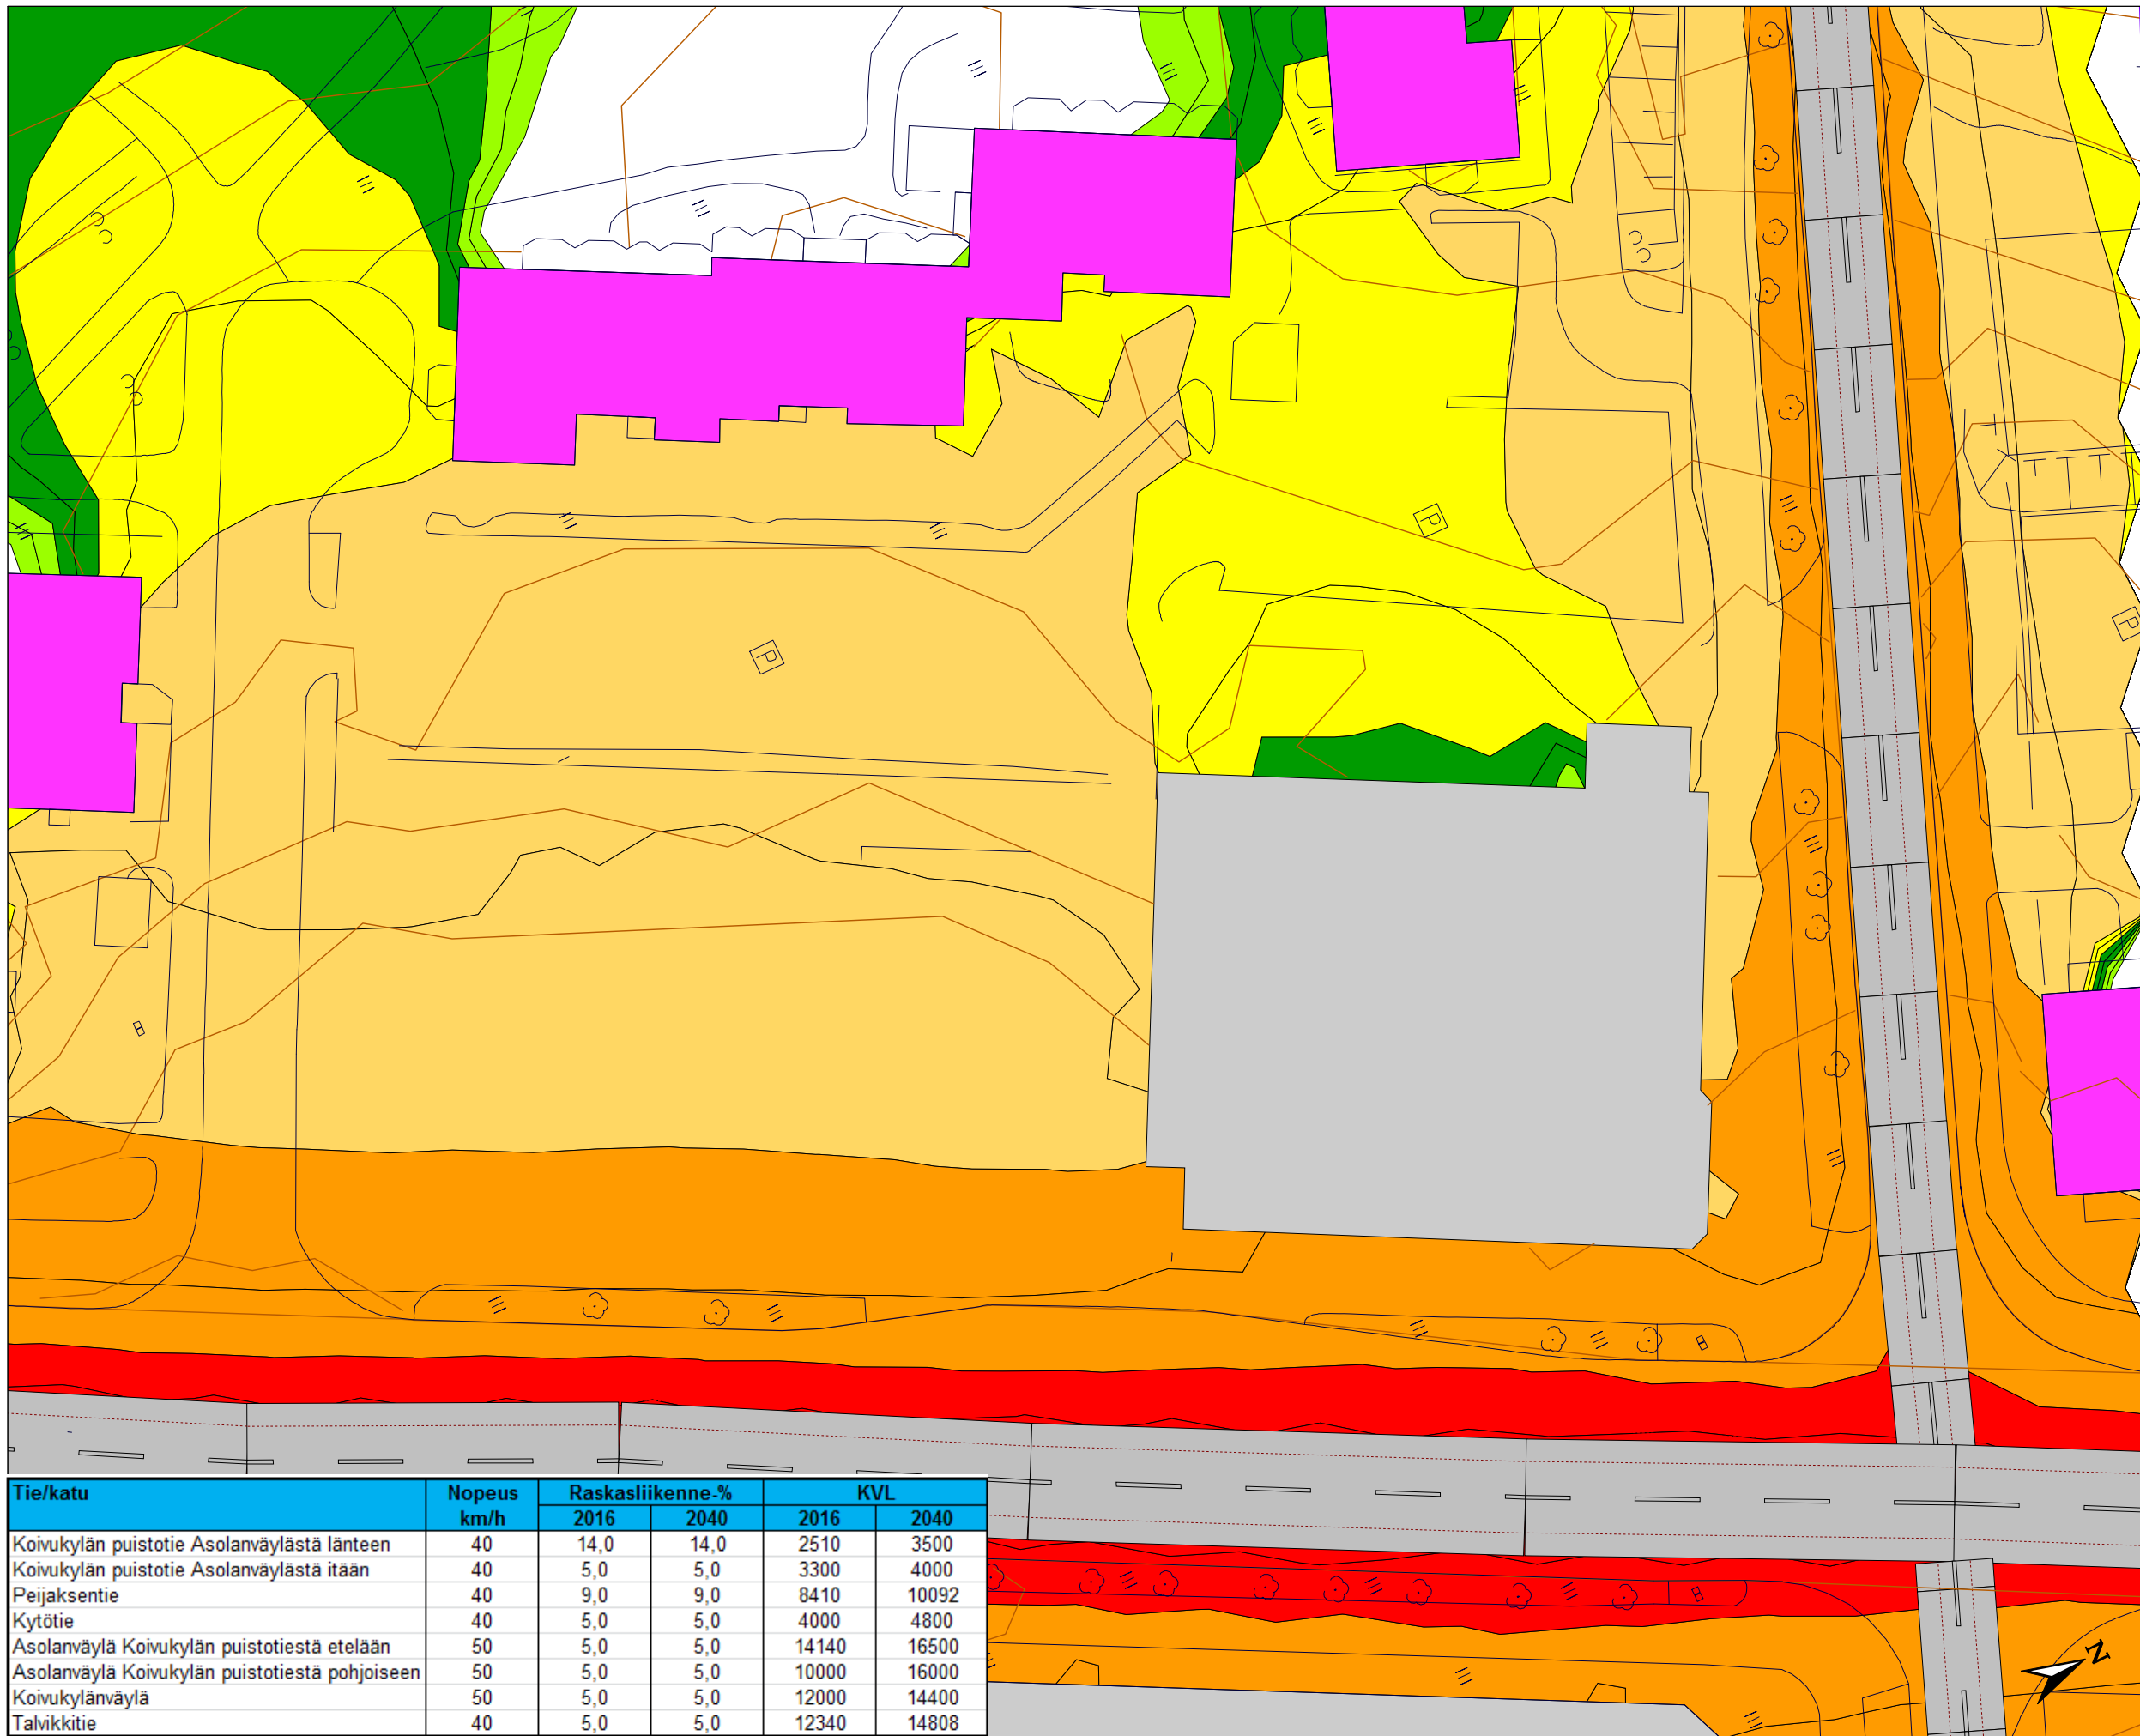 P
P
P
Tie/katu Nopeus Raskasliikenne-% KVL
km/h 2016 2040 2016 2040
Koivukylän puistotie Asolanväylästä länteen 40 14,0 14,0 2510 3500
Koivukylän puistotie Asolanväylästä itään 40 5,0 5,0 3300 4000
Peijaksentie 40 9,0 9,0 8410 10092
Kytötie 40 5,0 5,0 4000 4800
Asolanväylä Koivukylän puistotiestä etelään 50 5,0 5,0 14140 16500
Asolanväylä Koivukylän puistotiestä pohjoiseen 50 5,0 5,0 10000 16000
Koivukylänväylä 50 5,0 5,0 12000 14400
Talvikkitie 40 5,0 5,0 12340 14808
N